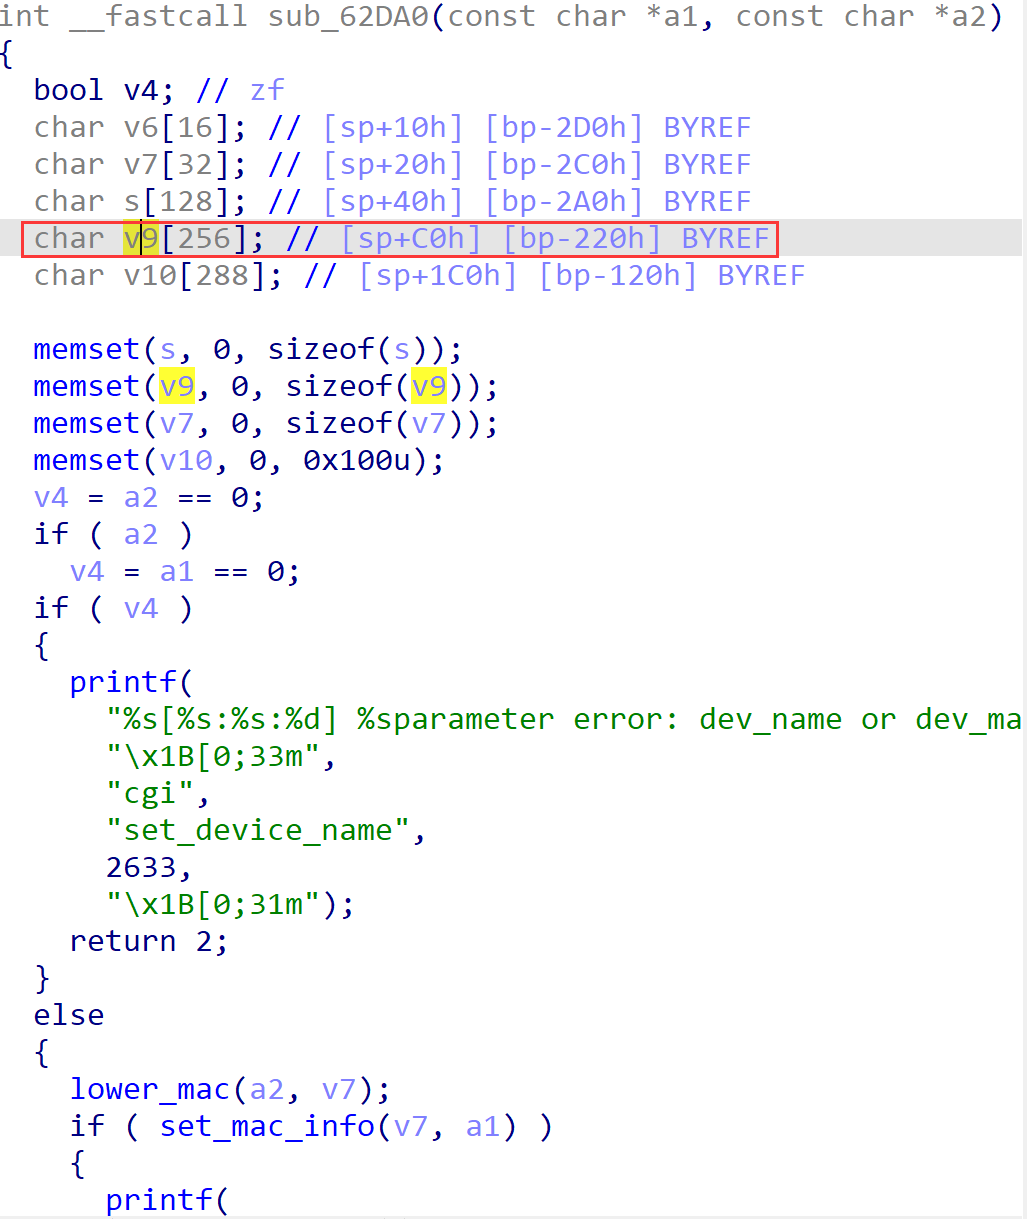 int __fastcall sub_62DA0(const char *a1, const char *a2)
{
  bool v4; // zf
  char v6[16]; // [sp+10h] [bp-2D0h] BYREF
  char v7[32]; // [sp+20h] [bp-2C0h] BYREF
  char s[128]; // [sp+40h] [bp-2A0h] BYREF
  char v9[256]; // [sp+C0h] [bp-220h] BYREF
  char v10[288]; // [sp+1C0h] [bp-120h] BYREF

  memset(s, 0, sizeof(s));
  memset(v9, 0, sizeof(v9));
  memset(v7, 0, sizeof(v7));
  memset(v10, 0, 0x100u);
  v4 = a2 == 0;
  if ( a2 )
    v4 = a1 == 0;
  if ( v4 )
  {
    printf(
      "%s[%s:%s:%d] %sparameter error: dev_name or dev_ma
      "\x1B[0;33m",
      "cgi",
      "set_device_name",
      2633,
      "\x1B[0;31m");
    return 2;
  }
  else
  {
    lower_mac(a2, v7);
    if ( set_mac_info(v7, a1) )
    {
      printf(